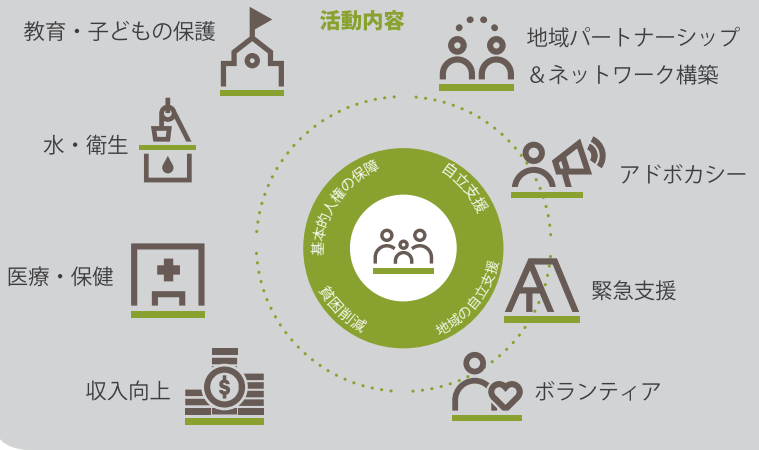 活動内容
教育・子どもの保護
地域パートナーシップ
＆ネットワーク構築
水・衛生
アドボカシー
基本的人権の保障
自立支援
医療・保健
緊急支援
貧困削減
地域の自立支援
収入向上
$
ボランティア